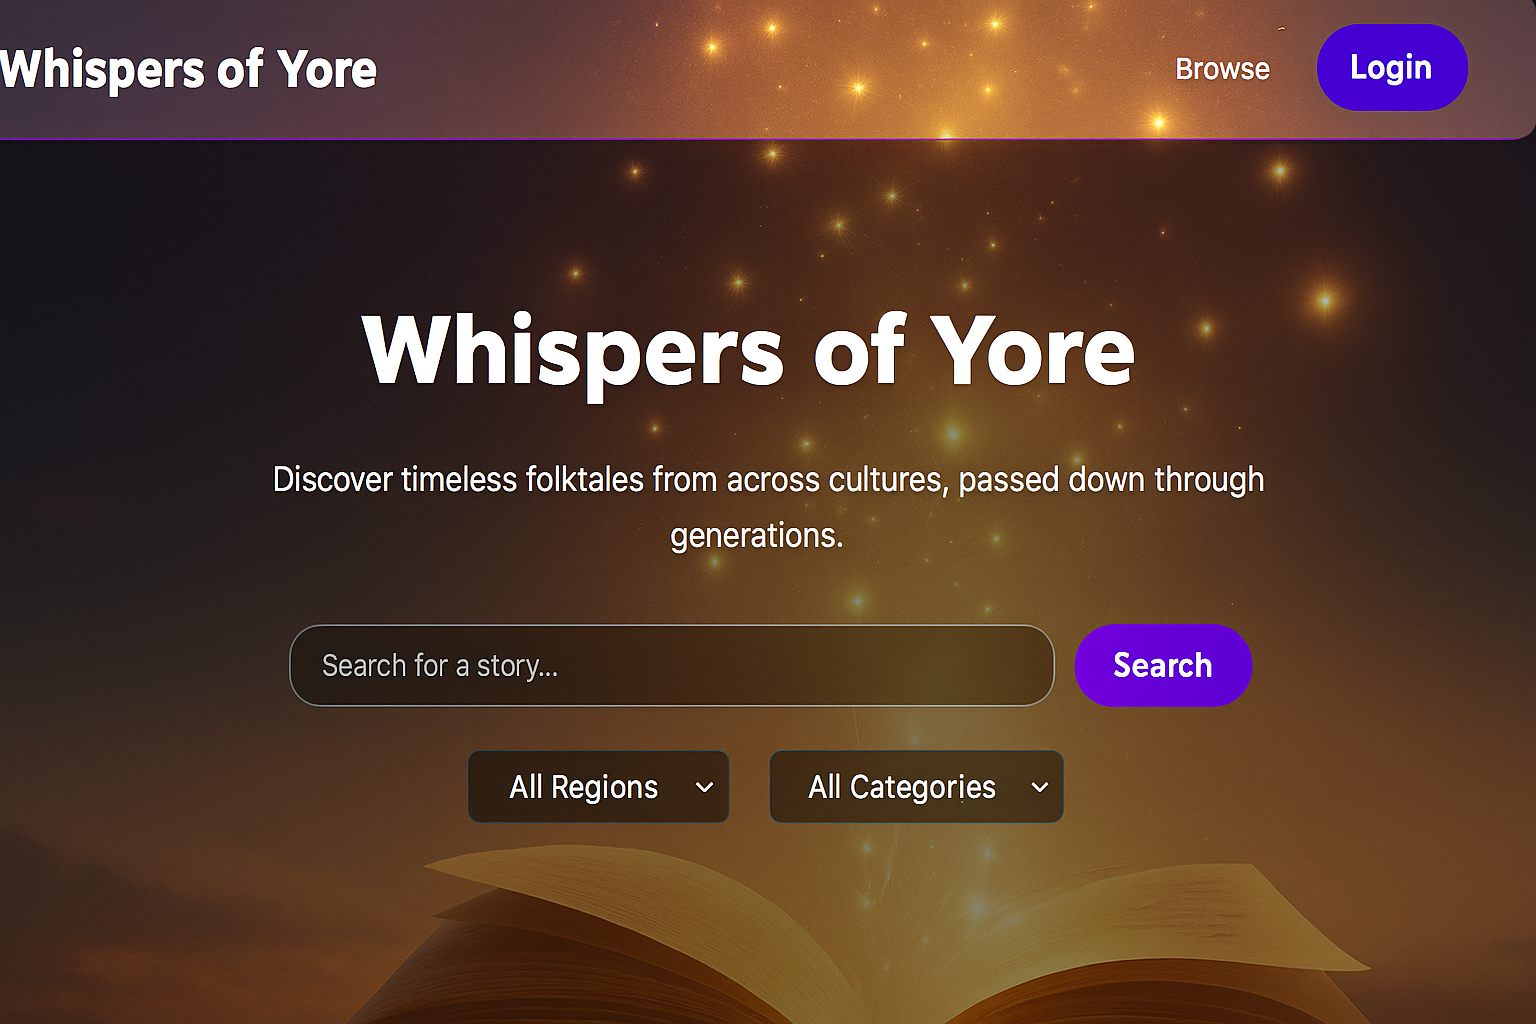 Whispers of Yore
Browse
Login
Whispers of Yore
Discover timeless folktales from across cultures, passed down through
generations.
Search for a story...
Search
All Regions
All Categories